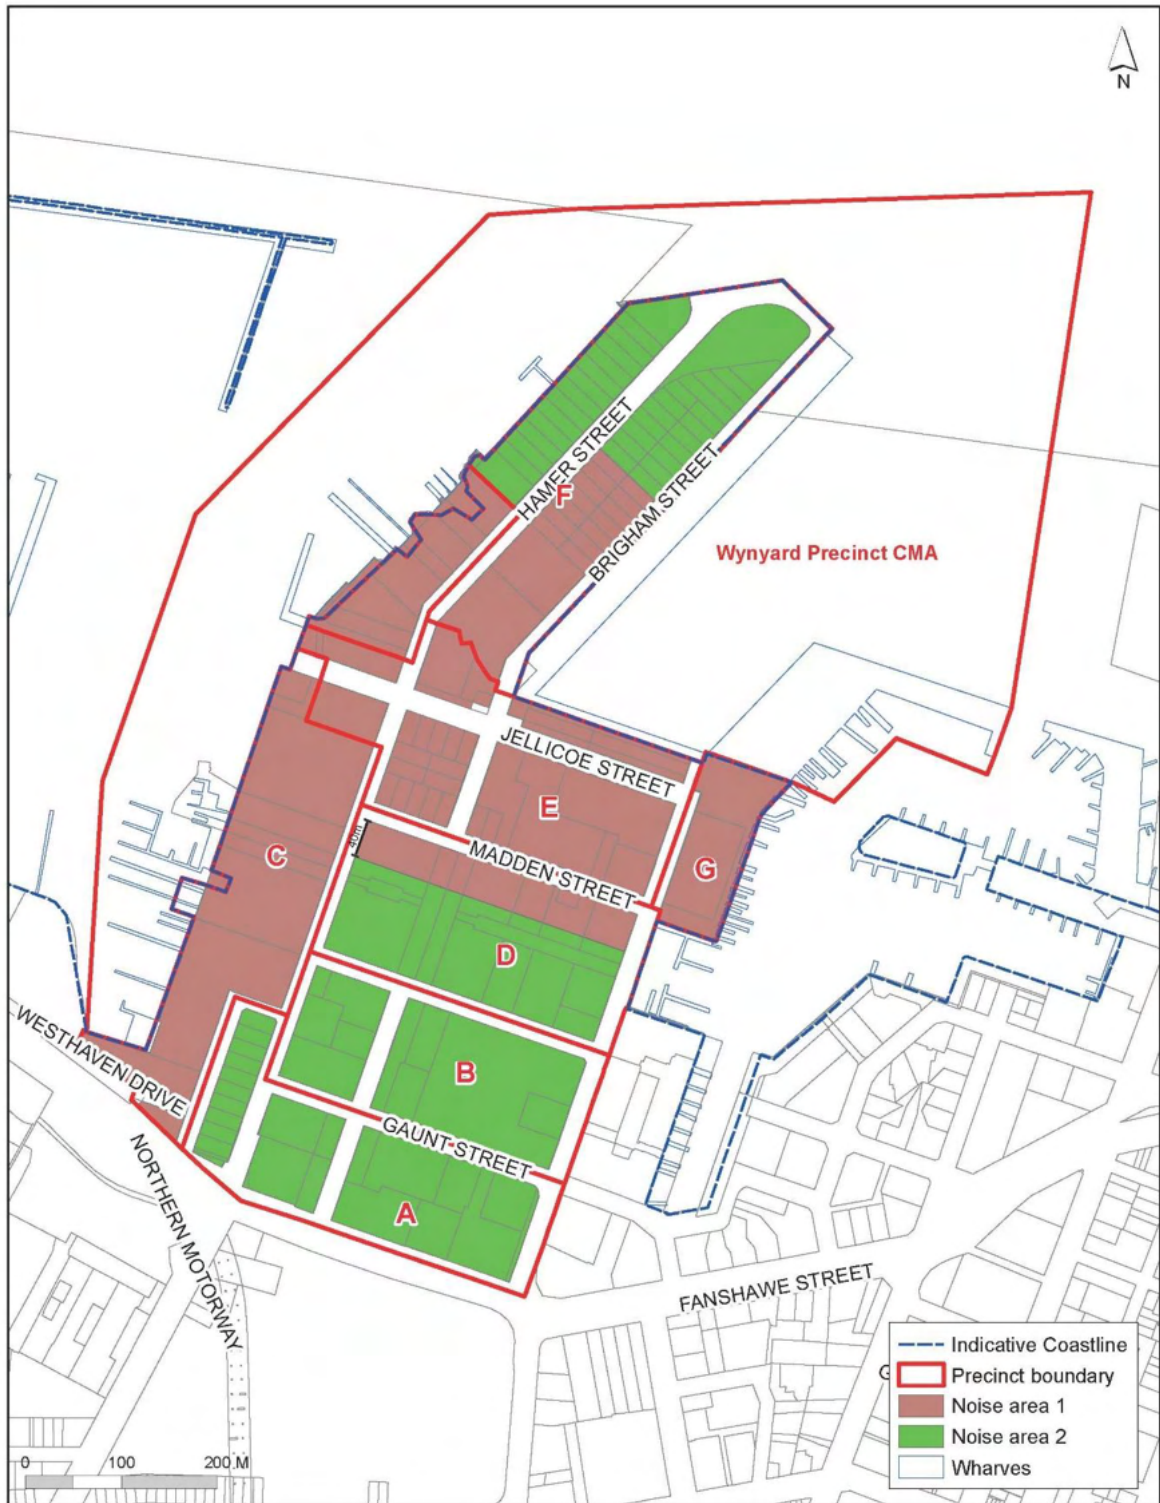 N
HAMER STREET
F
BRIGHAM STREET
Wynyard Precinct CMA
JELLICOE STREET
E
C
40m
MADDEN STREET
G
D
WESTHAVEN DRIVE
B
GAUNT STREET
NORTHERN MOTORWAY
A
FANSHAWE STREET
Indicative Coastline
G
Precinct boundary
Noise area 1
Noise area 2
Wharves
0 100 200 M